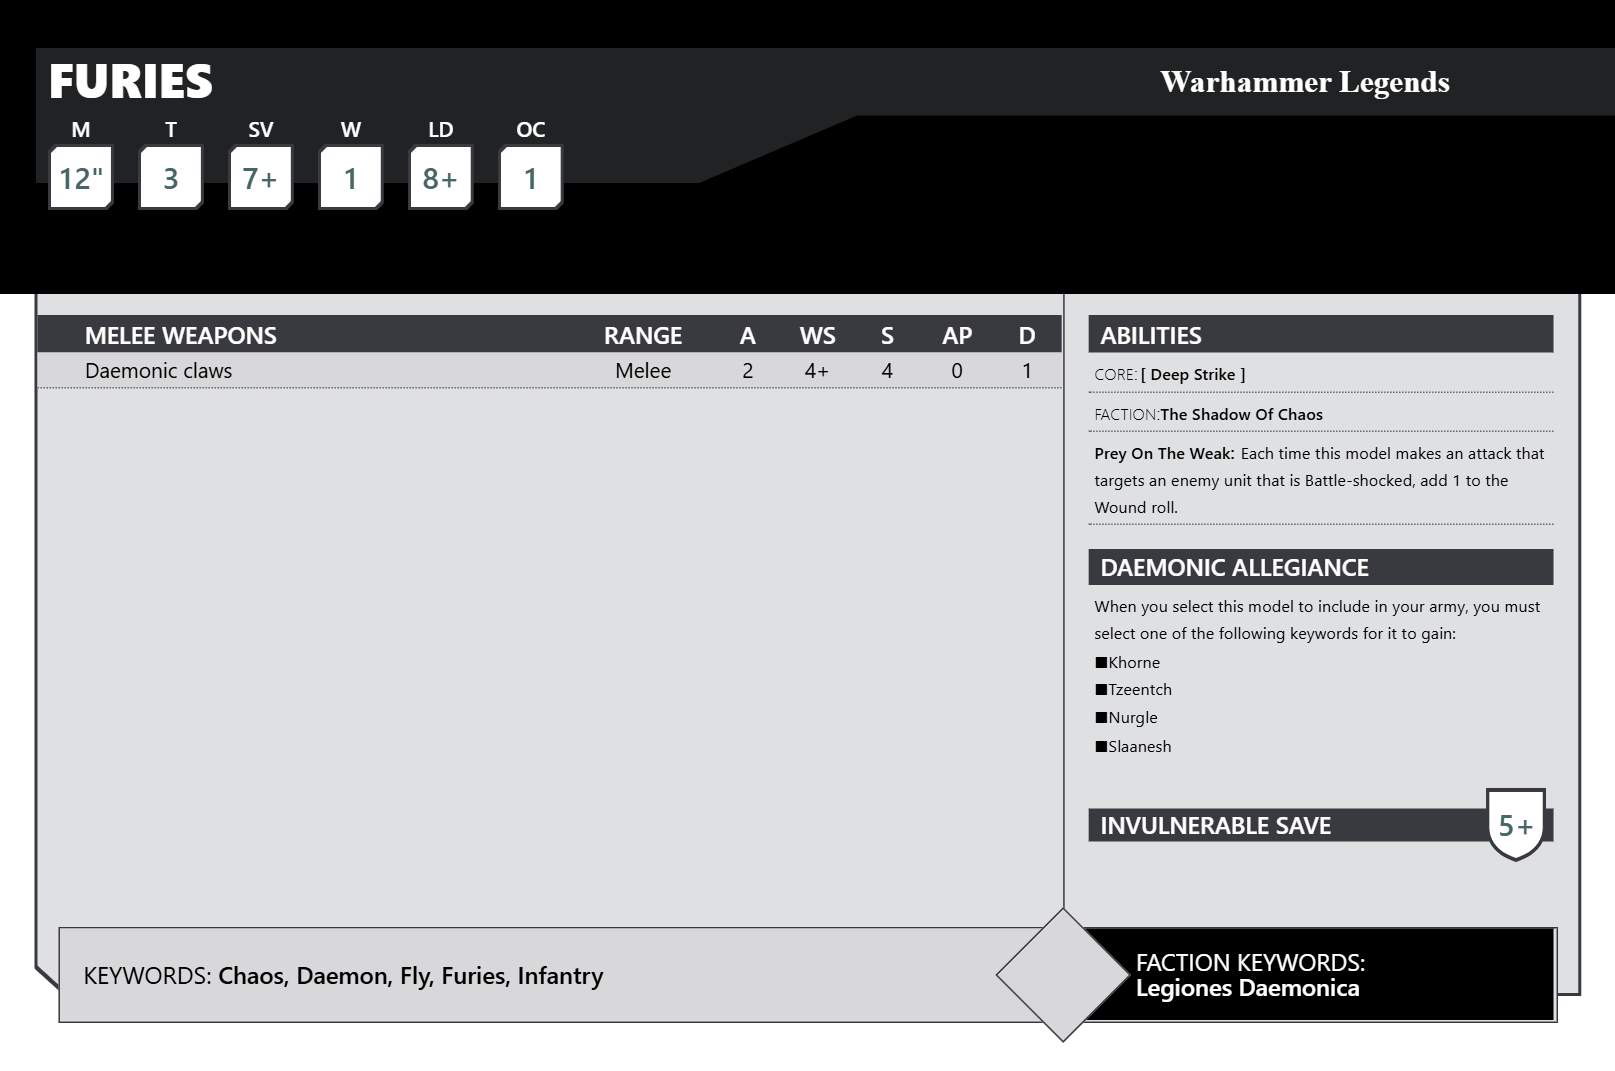 FURIES
Warhammer Legends
M T SV W LD OC
12" 3 7+ 1 8+ 1
MELEE WEAPONS RANGE A WS S AP D
Daemonic claws Melee 2 4+ 4 0 1
ABILITIES
CORE: [ Deep Strike ]
FACTION:The Shadow Of Chaos
Prey On The Weak: Each time this model makes an attack that
targets an enemy unit that is Battle-shocked, add 1 to the
Wound roll.
DAEMONIC ALLEGIANCE
When you select this model to include in your army, you must
select one of the following keywords for it to gain:
■Khorne
■Tzeentch
■Nurgle
■Slaanesh
INVULNERABLE SAVE 5+
KEYWORDS: Chaos, Daemon, Fly, Furies, Infantry
FACTION KEYWORDS:
Legiones Daemonica